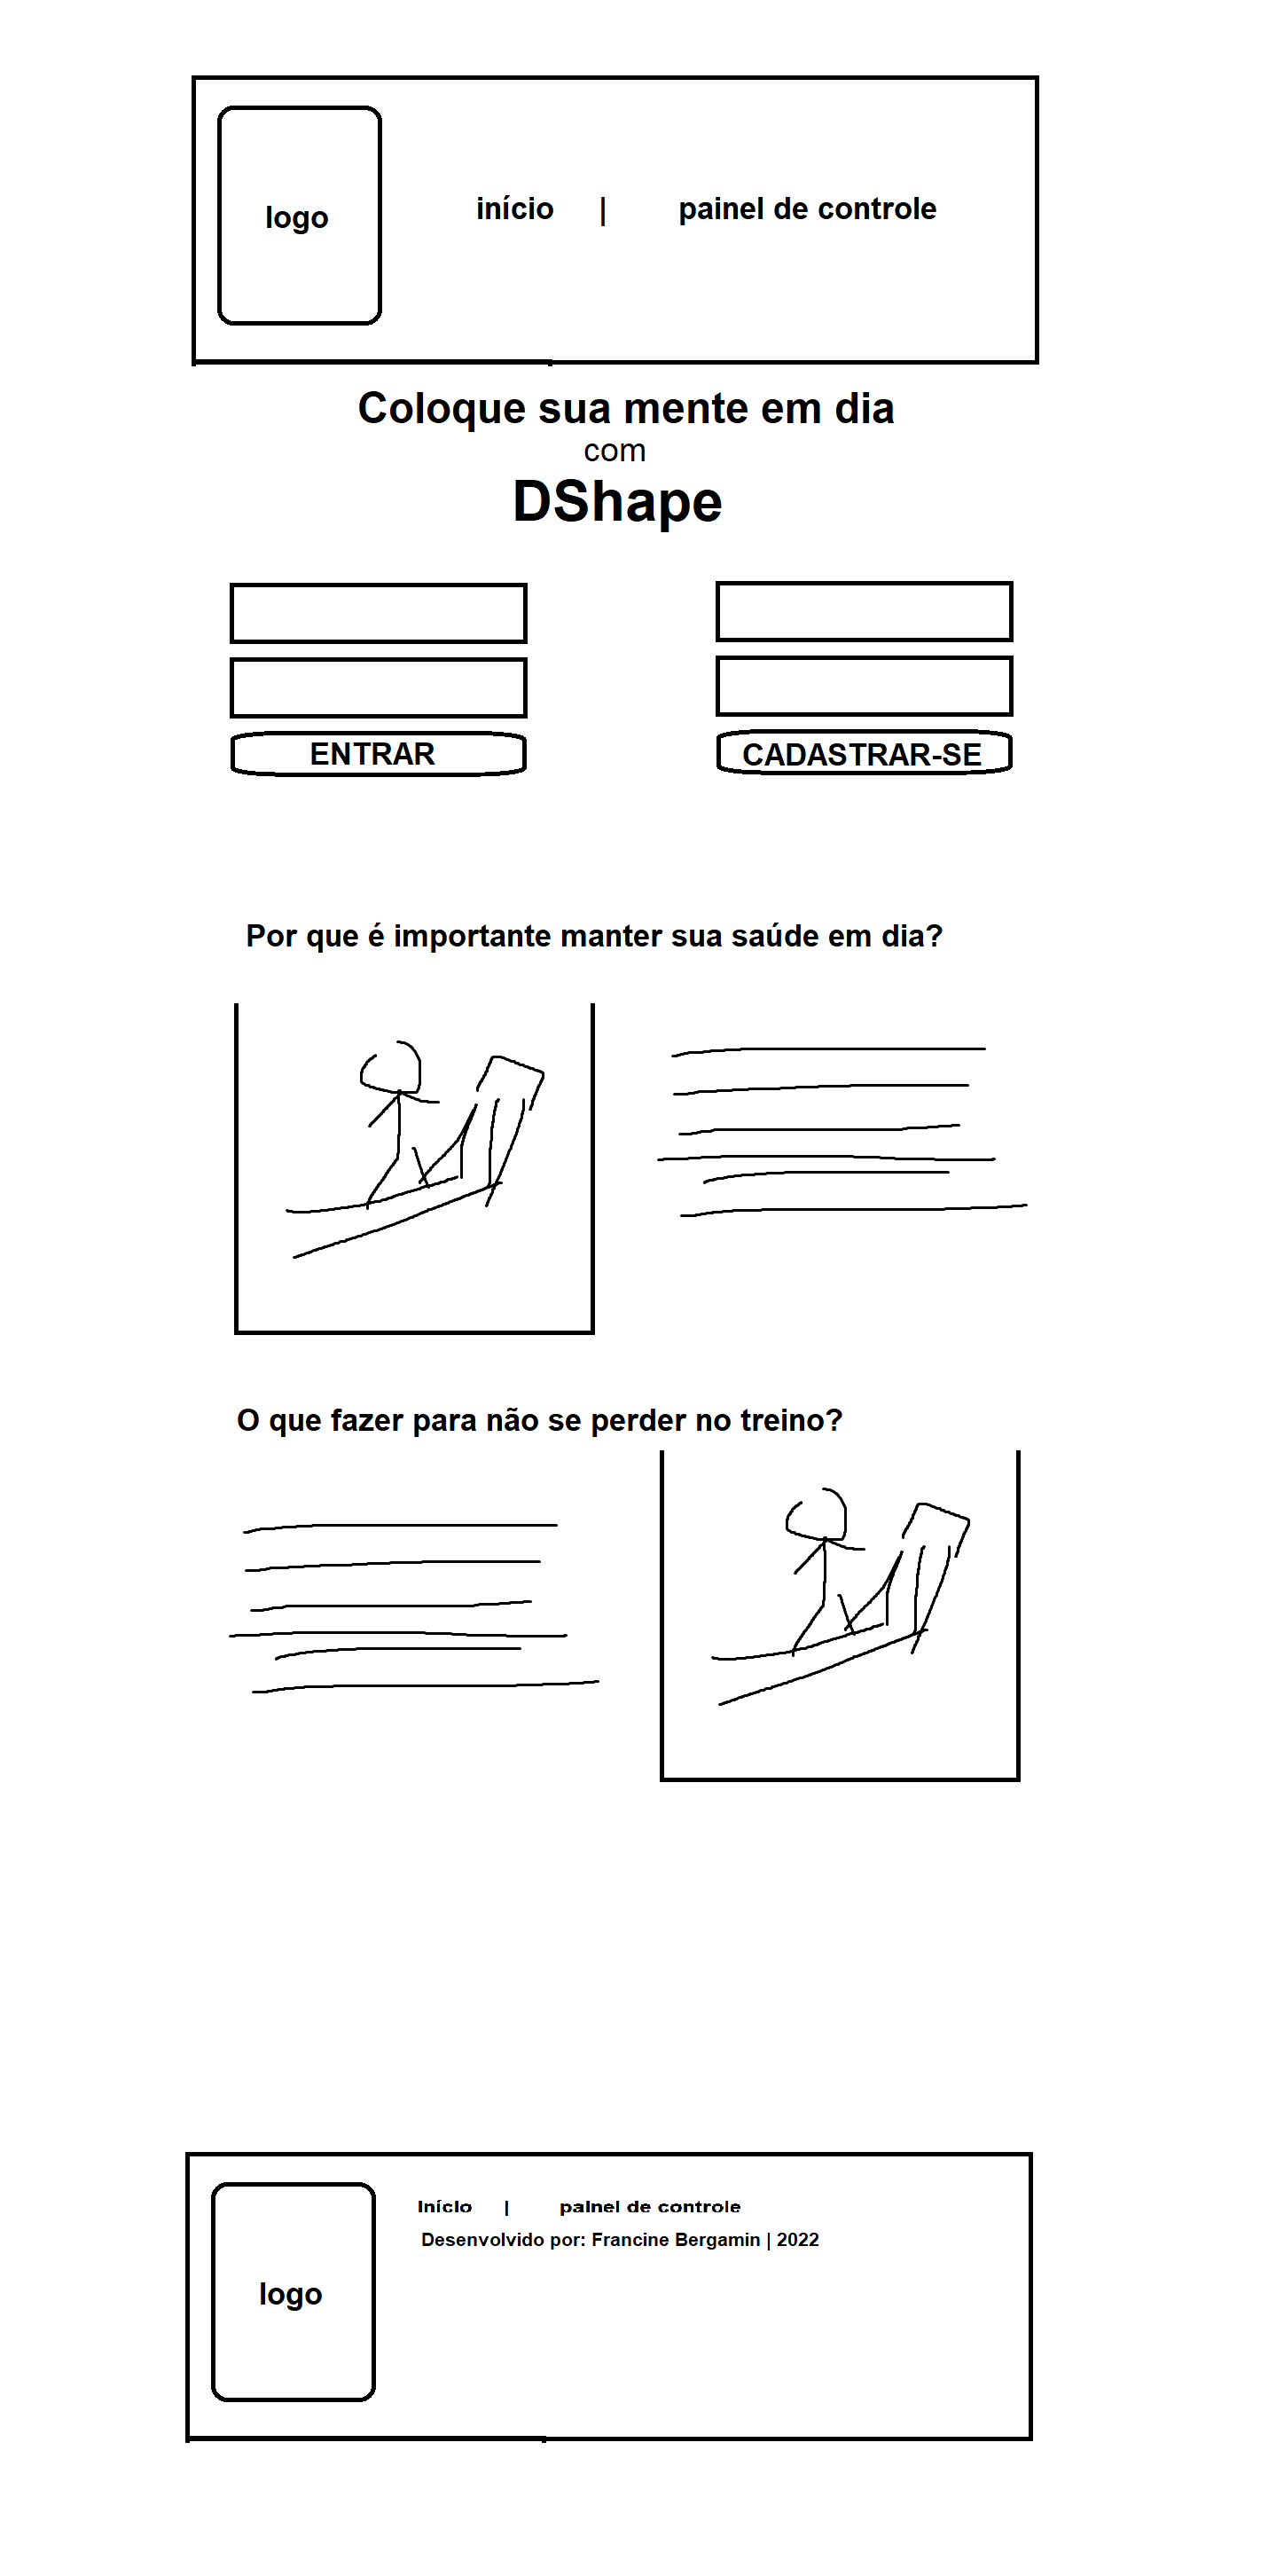 logo
início | painel de controle
Coloque sua mente em dia
com
DShape
ENTRAR
CADASTRAR-SE
Por que é importante manter sua saúde em dia?
O que fazer para não se perder no treino?
logo
Início | painel de controle
Desenvolvido por: Francine Bergamin | 2022